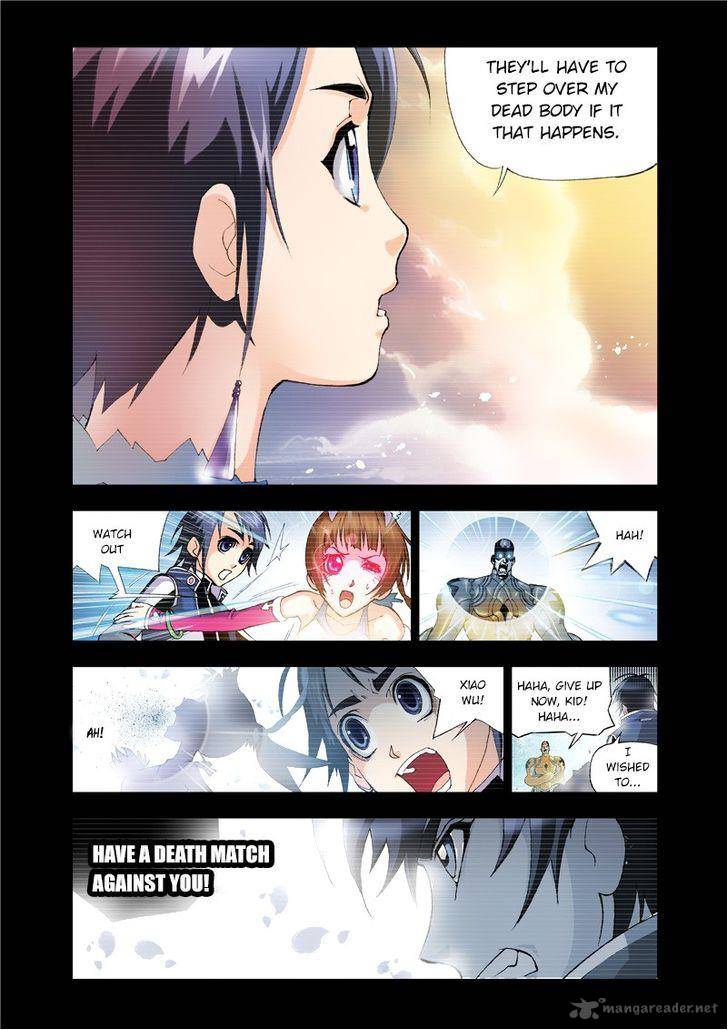 THEY'LL HAVE TO
STEP OVER MY
DEAD BODY IF IT
THAT HAPPENS.
WATCH
OUT
HAH!
AH!
XIAO
WU!
HAHA, GIVE UP
NOW, KID!
HAHA...
I
WISHED
TO...
HAVE A DEATH MATCH
AGAINST YOU!
mangareader.net